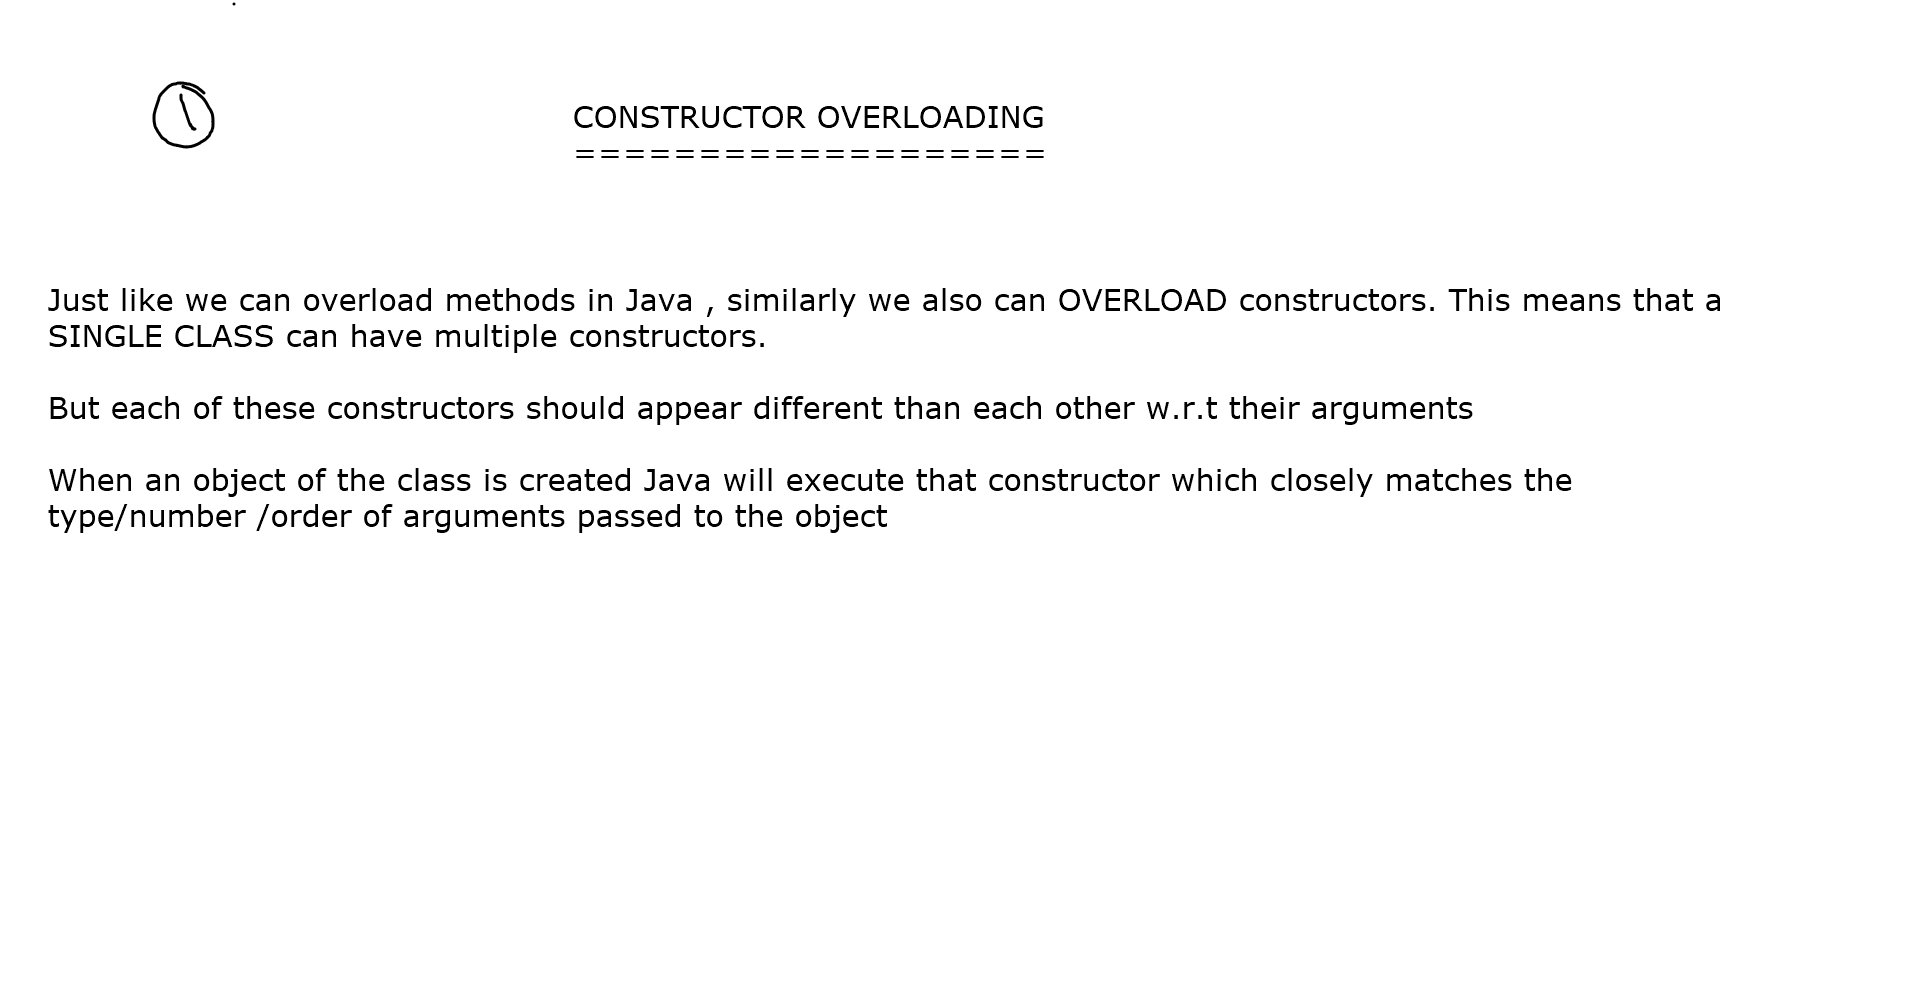 1
CONSTRUCTOR OVERLOADING
===================
Just like we can overload methods in Java , similarly we also can OVERLOAD constructors. This means that a
SINGLE CLASS can have multiple constructors.
But each of these constructors should appear different than each other w.r.t their arguments
When an object of the class is created Java will execute that constructor which closely matches the
type/number /order of arguments passed to the object